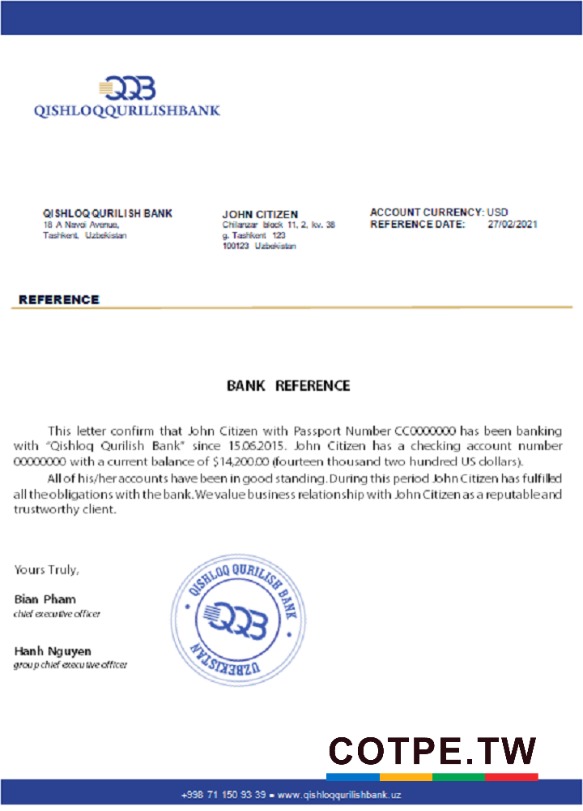 QQB
QISHLOQQURILISHBANK
QISHLOQ QURILISH BANK
18 A Navoi Avenue,
Tashkent, Uzbekistan
JOHN CITIZEN
Chilanzar block 11, 2, kv. 38
g. Tashkent 123
100123 Uzbekistan
ACCOUNT CURRENCY: USD
REFERENCE DATE: 27/02/2021
REFERENCE
BANK REFERENCE
This letter confirm that John Citizen with Passport Number CC0000000 has been banking
with “Qishloq Qurilish Bank” since 15.06.2015. John Citizen has a checking account number
00000000 with a current balance of $14,200.00 (fourteen thousand two hundred US dollars).
All of his/her accounts have been in good standing. During this period John Citizen has fulfilled
all the obligations with the bank. We value business relationship with John Citizen as a reputable and
trustworthy client.
Yours Truly,
Bian Pham
chief executive officer
Hanh Nguyen
group chief executive officer
QISHLOQ QURILISH BANK
QQB
UZBEKISTAN
COTPE.TW
+998 71 150 93 39 • www.qishloqqurilishbank.uz